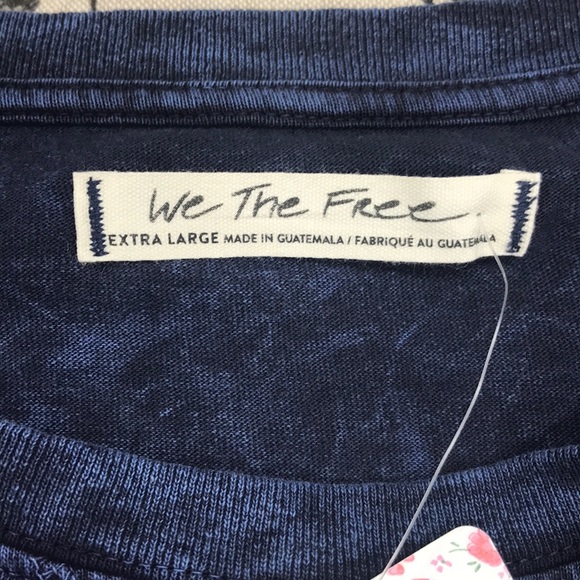 We The Free.
EXTRA LARGE MADE IN GUATEMALA / FABRIQUÉ AU GUATEMALA